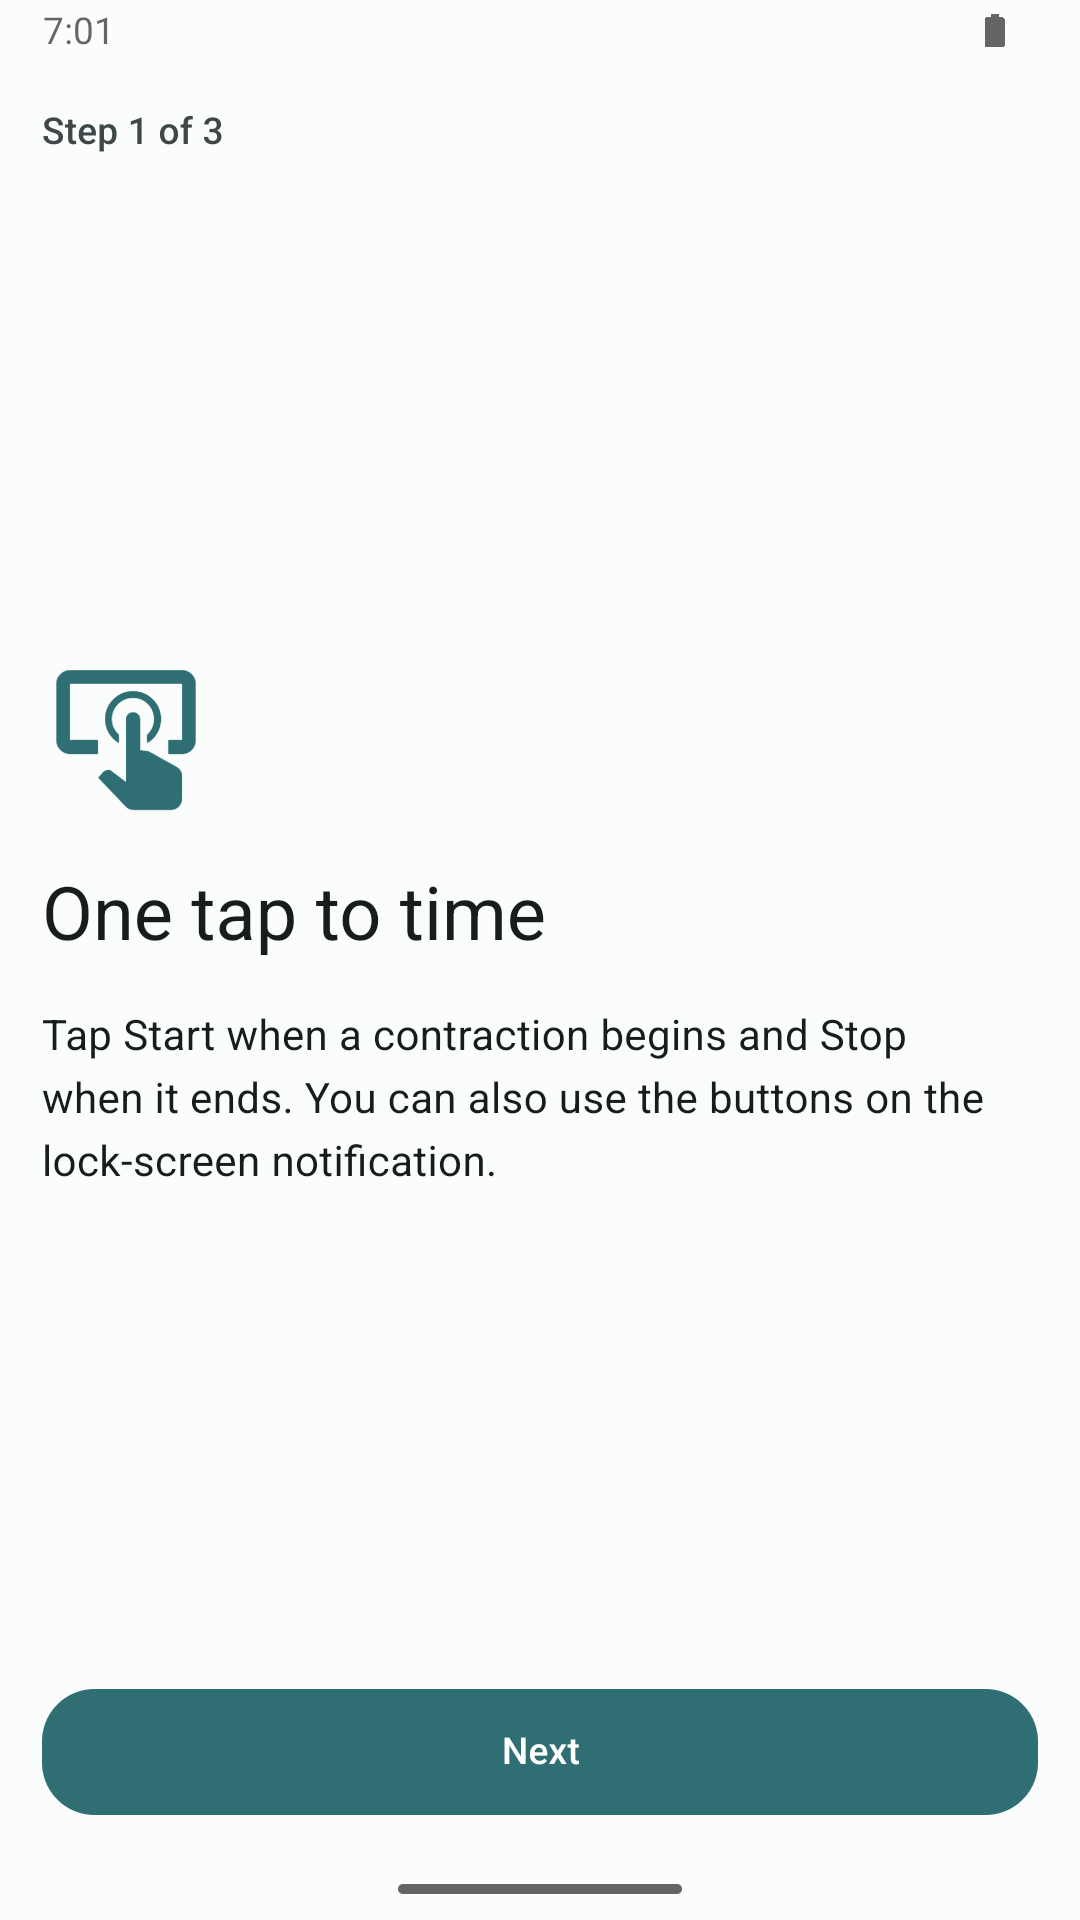 7:01
Step 1 of 3
One tap to time
Tap Start when a contraction begins and Stop
when it ends. You can also use the buttons on the
lock-screen notification.
Next